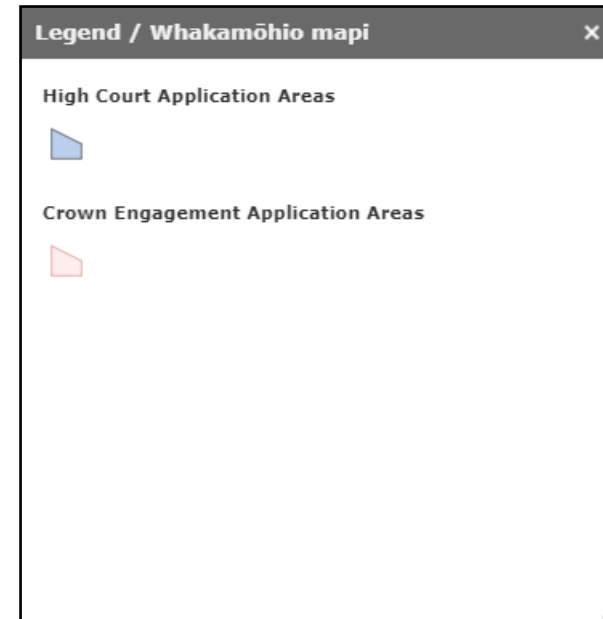 Legend / Whakamōhio mapi ×
High Court Application Areas
Crown Engagement Application Areas